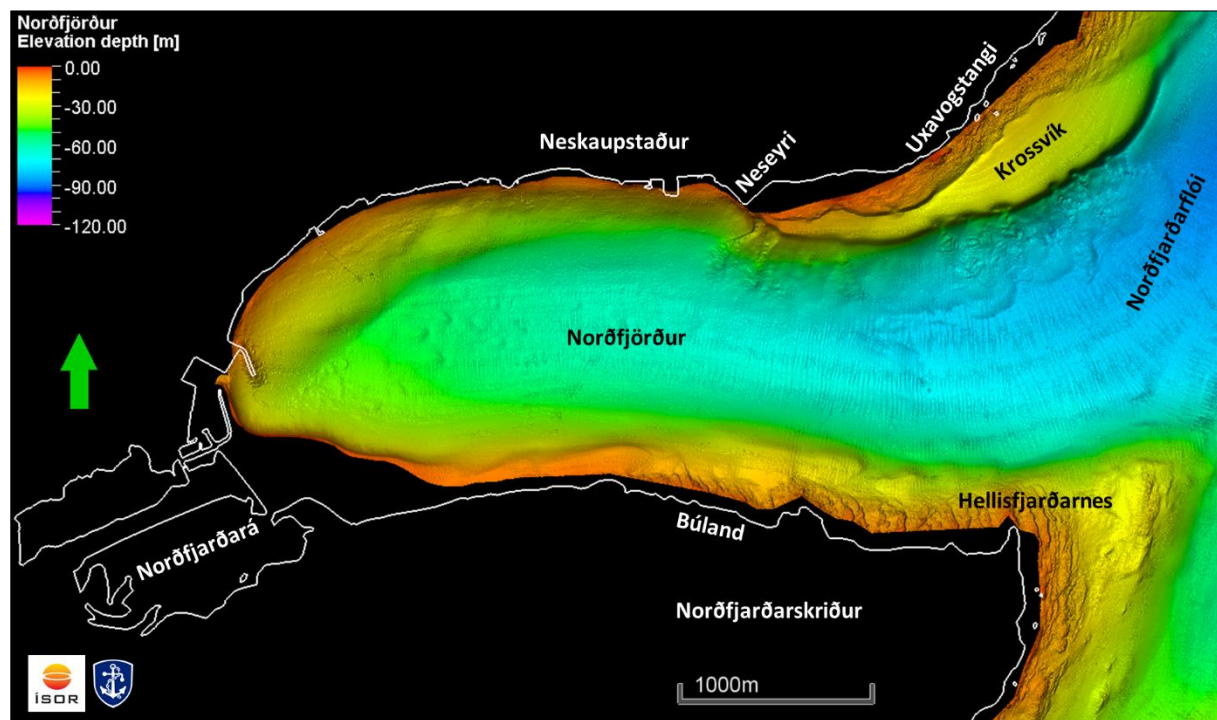 Norðfjörður
Elevation depth [m]
0.00
-30.00
-60.00
-90.00
-120.00
Neskaupstaður
Neseyri
Uxavogstangi
Krossvík
Norðfjarðarflói
Norðfjörður
Hellisfjarðarnes
Búland
Norðfjarðará
Norðfjarðarskriður
1000m
ÍSOR